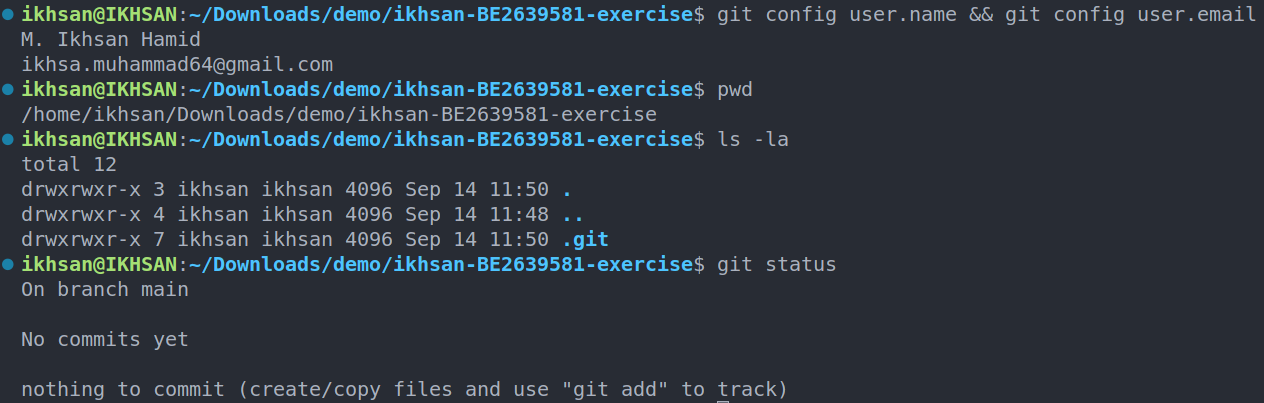 ikhsan@IKHSAN:~/Downloads/demo/ikhsan-BE2639581-exercise$ git config user.name && git config user.email
M. Ikhsan Hamid
ikhsa.muhammad64@gmail.com
ikhsan@IKHSAN:~/Downloads/demo/ikhsan-BE2639581-exercise$ pwd
/home/ikhsan/Downloads/demo/ikhsan-BE2639581-exercise
ikhsan@IKHSAN:~/Downloads/demo/ikhsan-BE2639581-exercise$ ls -la
total 12
drwxrwxr-x 3 ikhsan ikhsan 4096 Sep 14 11:50 .
drwxrwxr-x 4 ikhsan ikhsan 4096 Sep 14 11:48 ..
drwxrwxr-x 7 ikhsan ikhsan 4096 Sep 14 11:50 .git
ikhsan@IKHSAN:~/Downloads/demo/ikhsan-BE2639581-exercise$ git status
On branch main
No commits yet
nothing to commit (create/copy files and use "git add" to track)